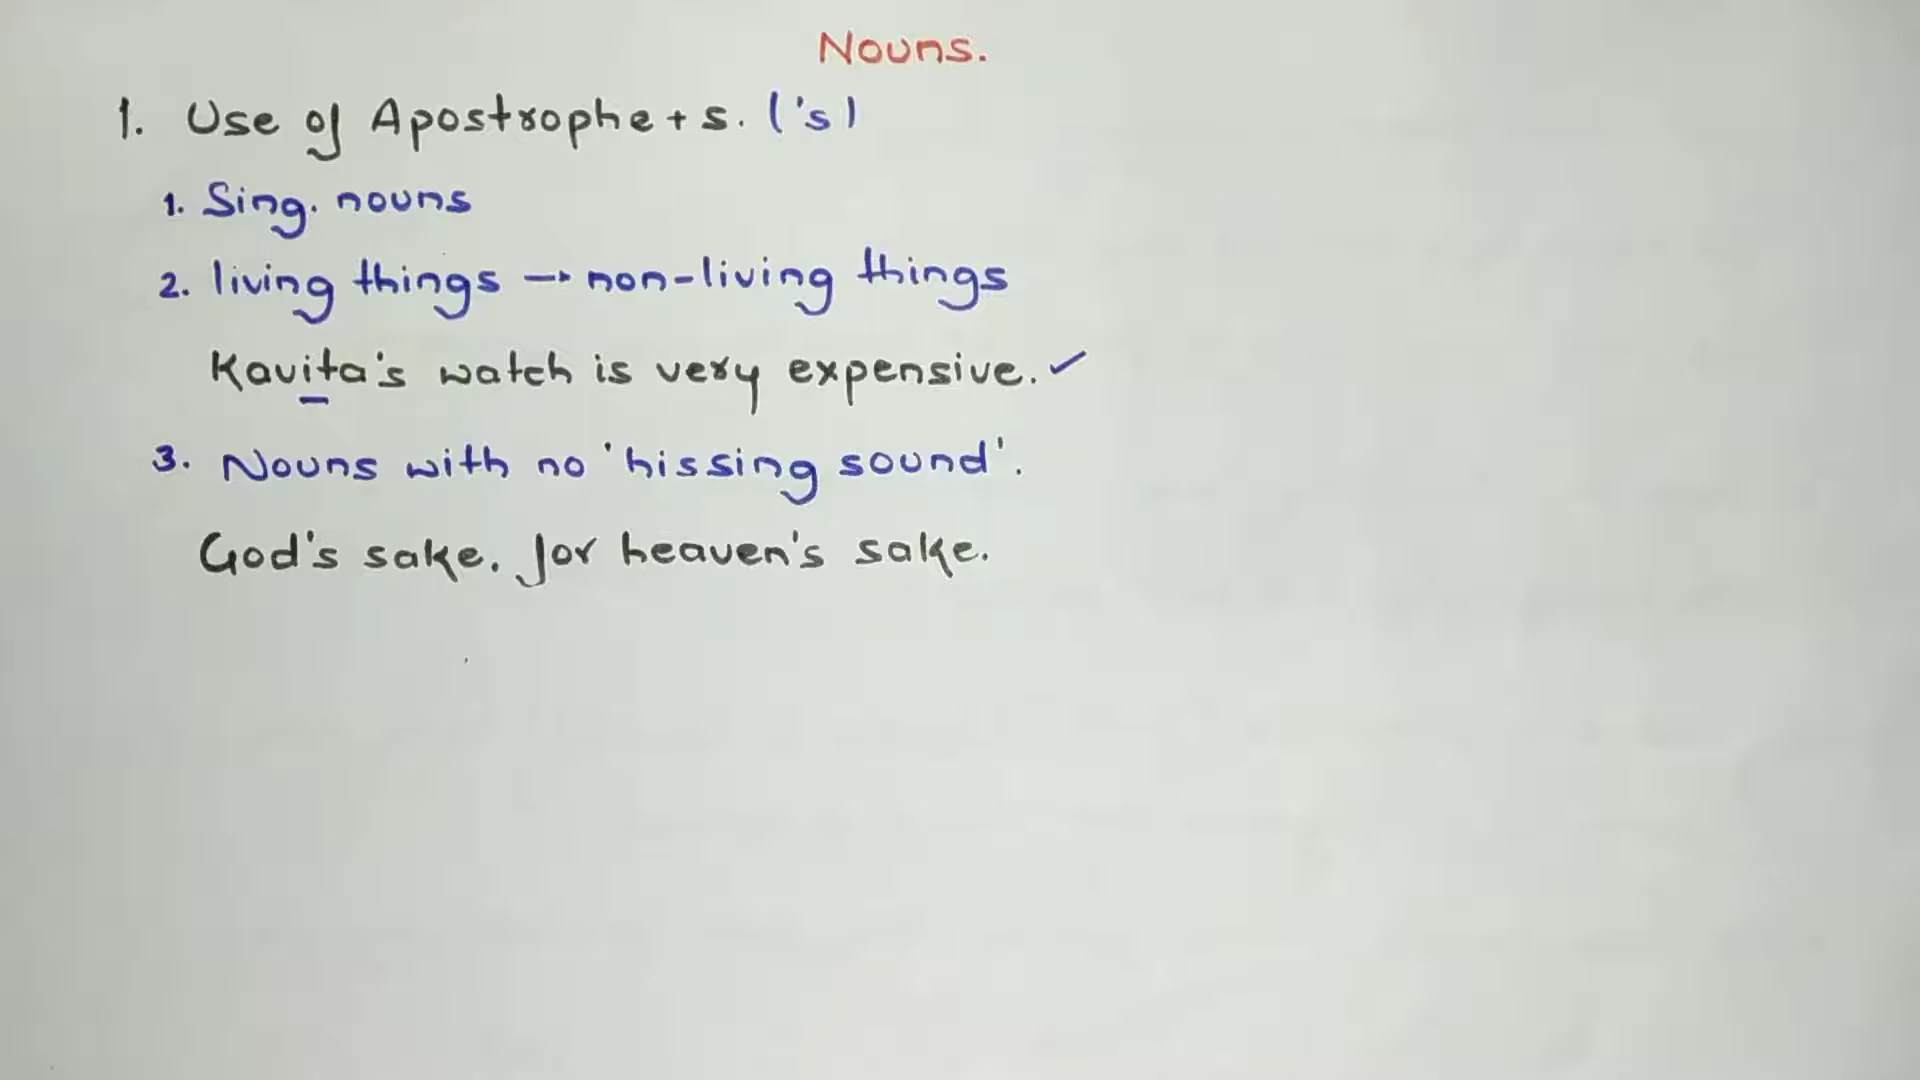 Nouns.
1. Use of Apostrophe + s. ('s)
1. Sing. nouns
2. living things → non-living things
Kavita's watch is very expensive. ✓
3. Nouns with no 'hissing sound'.
God's sake. for heaven's sake.